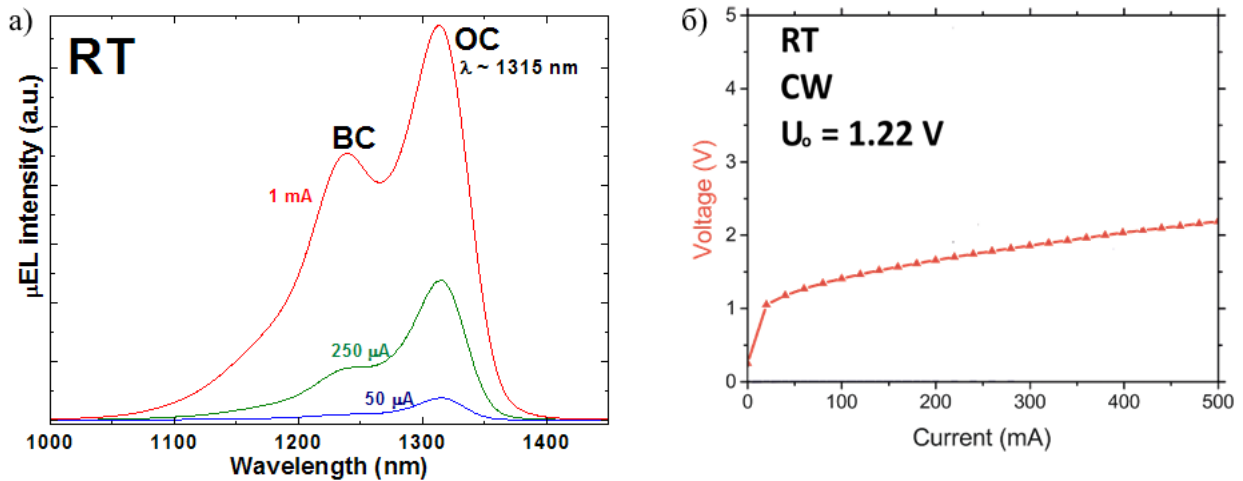 а)
RT
OC
λ ~ 1315 nm
BC
1 mA
250 μA
50 μA
μEL intensity (a.u.)
1000 1100 1200 1300 1400
Wavelength (nm)
б)
RT
CW
U₀ = 1.22 V
5
4
3
2
1
0
Voltage (V)
0 100 200 300 400 500
Current (mA)